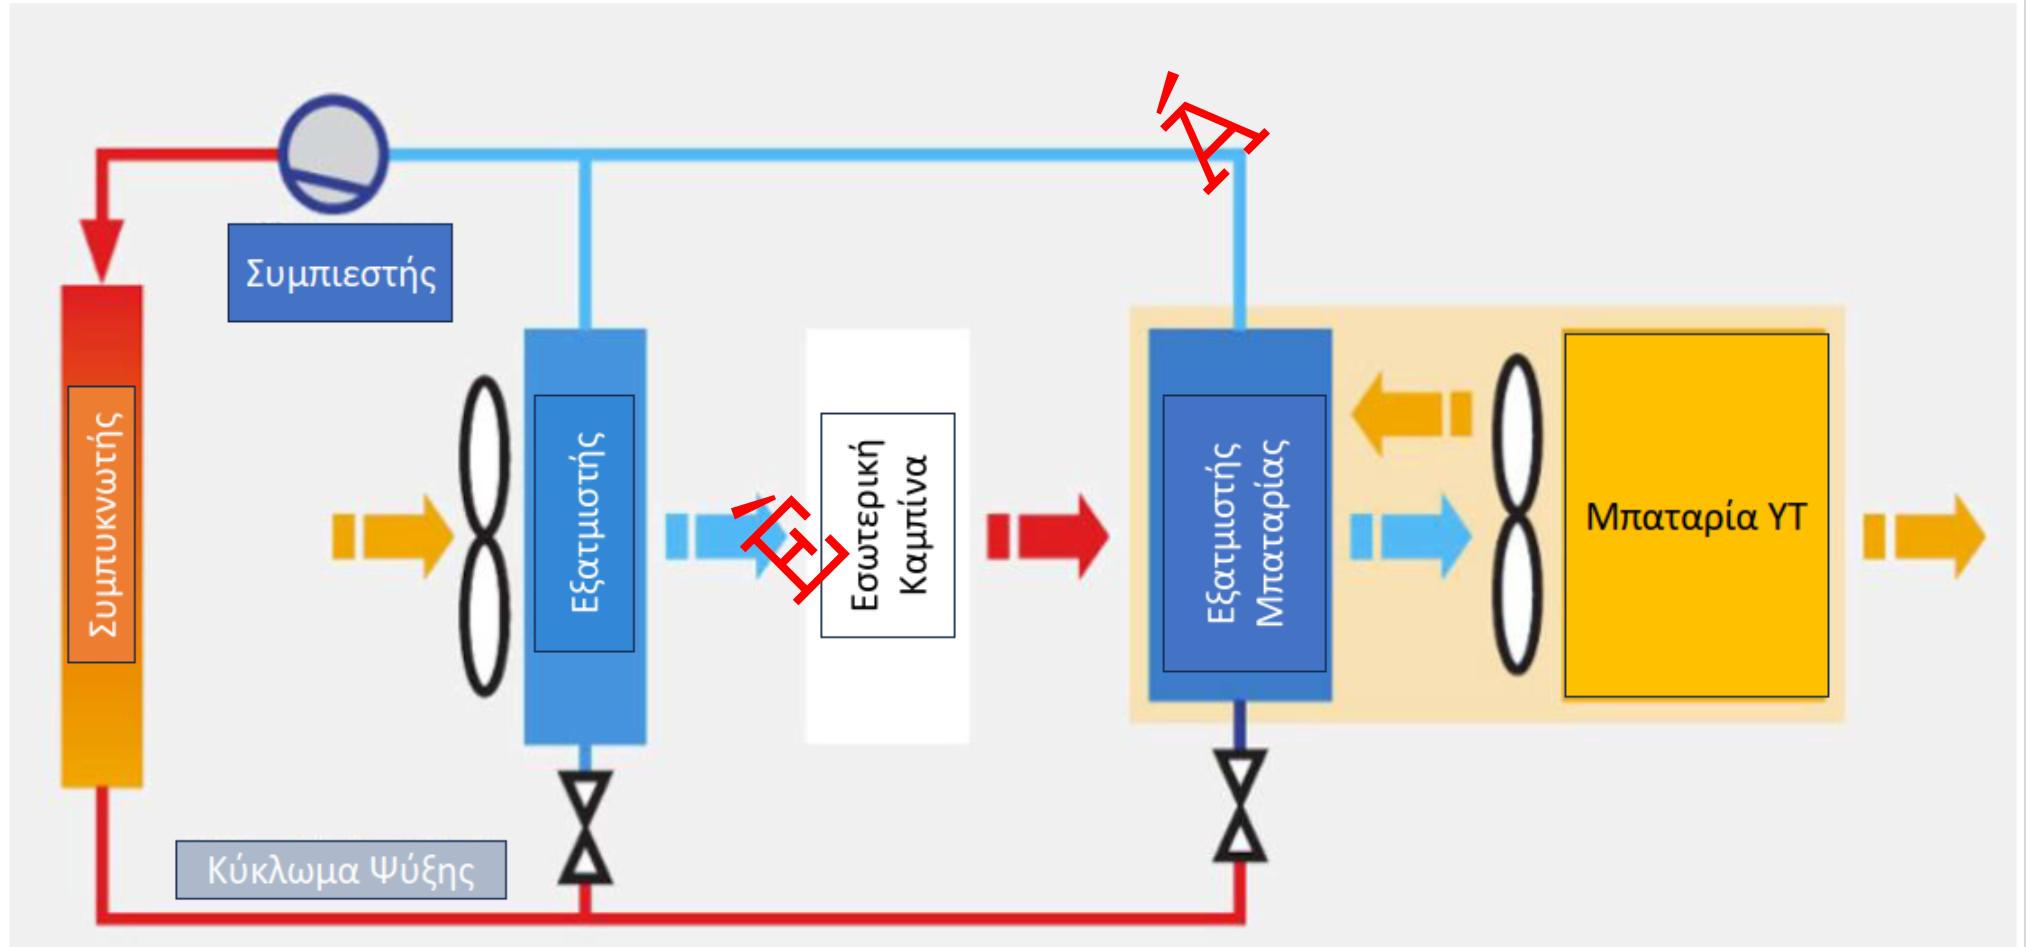 Ά
Συμπιεστής
Συμπυκνωτής
Εξατμιστής
Έ
Εσωτερική
Καμπίνα
Εξατμιστής
Μπαταρίας
Μπαταρία ΥΤ
Κύκλωμα Ψύξης